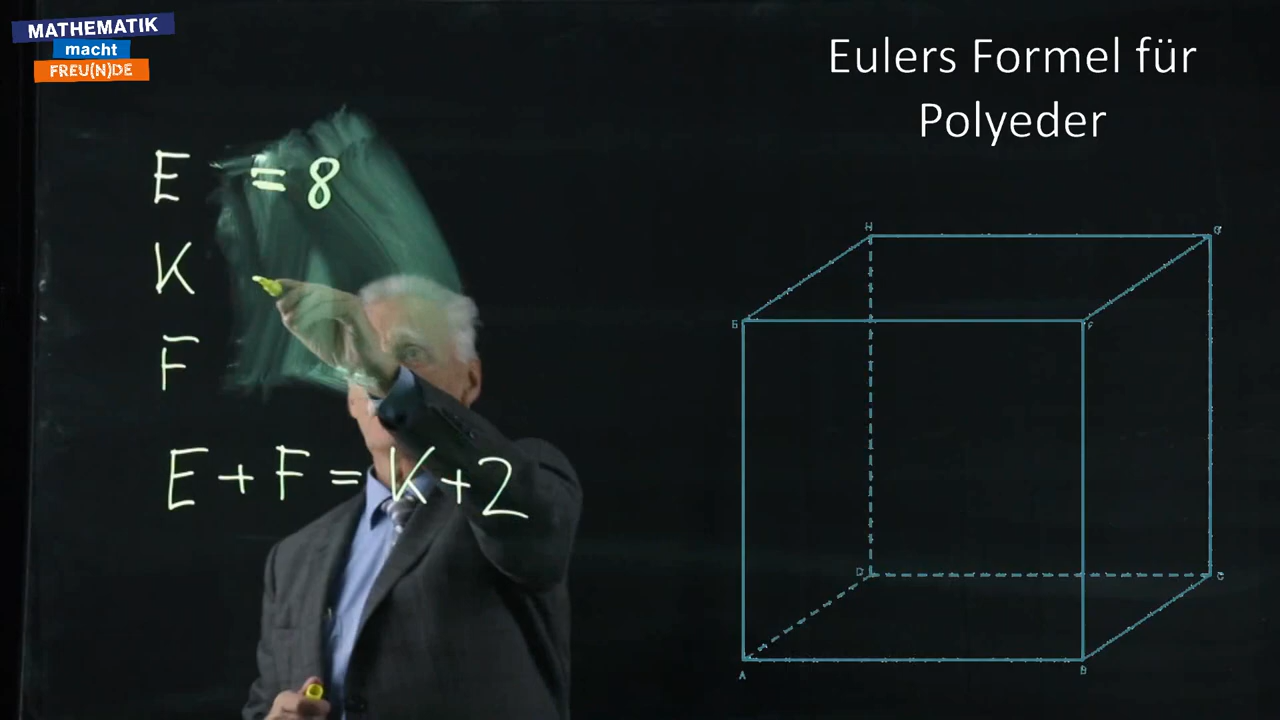 MATHEMATIK
macht
FREU(N)DE
Eulers Formel für
Polyeder
E = 8
K
F
E + F = K + 2
H
G
E
F
D
C
A
B